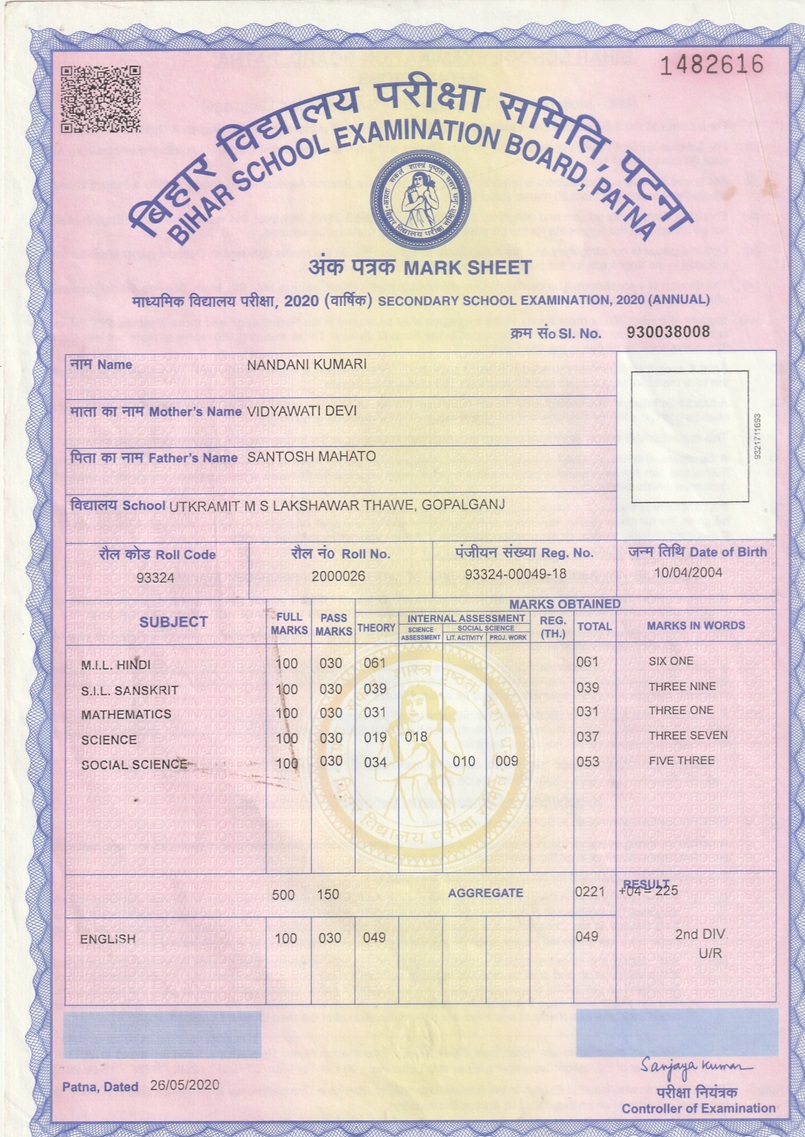 1482616
बिहार विद्यालय परीक्षा समिति, पटना
BIHAR SCHOOL EXAMINATION BOARD, PATNA
अंक पत्रक MARK SHEET
माध्यमिक विद्यालय परीक्षा, 2020 (वार्षिक) SECONDARY SCHOOL EXAMINATION, 2020 (ANNUAL)
क्रम सं० Sl. No. 930038008
नाम Name NANDANI KUMARI
माता का नाम Mother's Name VIDYAWATI DEVI
पिता का नाम Father's Name SANTOSH MAHATO
विद्यालय School UTKRAMIT M S LAKSHAWAR THAWE, GOPALGANJ
9321711693
रौल कोड Roll Code रौल नं० Roll No. पंजीयन संख्या Reg. No. जन्म तिथि Date of Birth
93324 2000026 93324-00049-18 10/04/2004
MARKS OBTAINED
SUBJECT FULL MARKS PASS MARKS THEORY INTERNAL ASSESSMENT REG. (TH.) TOTAL MARKS IN WORDS
SCIENCE ASSESSMENT SOCIAL SCIENCE
LIT. ACTIVITY PROJ. WORK
M.I.L. HINDI 100 030 061 061 SIX ONE
S.I.L. SANSKRIT 100 030 039 039 THREE NINE
MATHEMATICS 100 030 031 031 THREE ONE
SCIENCE 100 030 019 018 037 THREE SEVEN
SOCIAL SCIENCE 100 030 034 010 009 053 FIVE THREE
RESULT
500 150 AGGREGATE 0221 +04 = 225
ENGLISH 100 030 049 049 2nd DIV
U/R
Sanjaya Kumar
Patna, Dated 26/05/2020
परीक्षा नियंत्रक
Controller of Examination